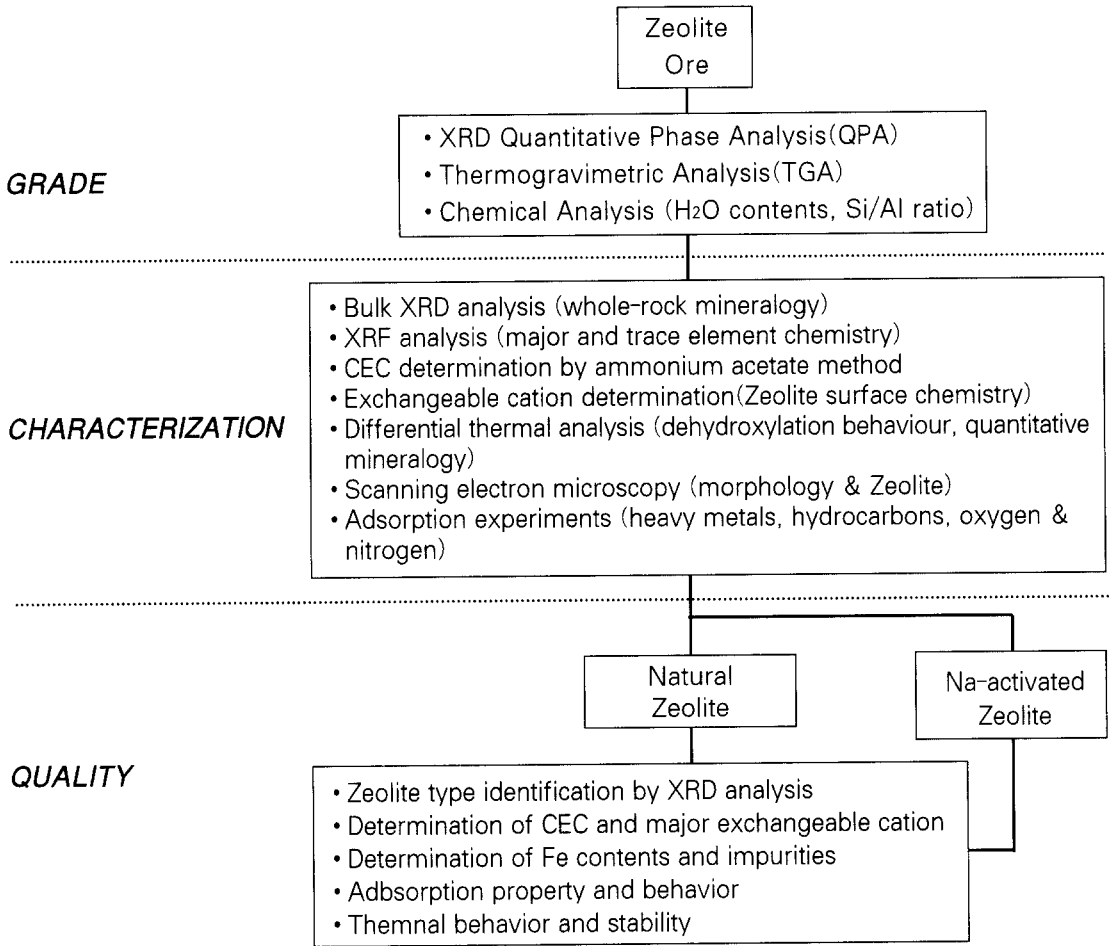 Zeolite
Ore
GRADE
• XRD Quantitative Phase Analysis(QPA)
• Thermogravimetric Analysis(TGA)
• Chemical Analysis (H2O contents, Si/Al ratio)
CHARACTERIZATION
• Bulk XRD analysis (whole-rock mineralogy)
• XRF analysis (major and trace element chemistry)
• CEC determination by ammonium acetate method
• Exchangeable cation determination(Zeolite surface chemistry)
• Differential thermal analysis (dehydroxylation behaviour, quantitative
mineralogy)
• Scanning electron microscopy (morphology & Zeolite)
• Adsorption experiments (heavy metals, hydrocarbons, oxygen &
nitrogen)
Natural
Zeolite
Na-activated
Zeolite
QUALITY
• Zeolite type identification by XRD analysis
• Determination of CEC and major exchangeable cation
• Determination of Fe contents and impurities
• Adbsorption property and behavior
• Themnal behavior and stability